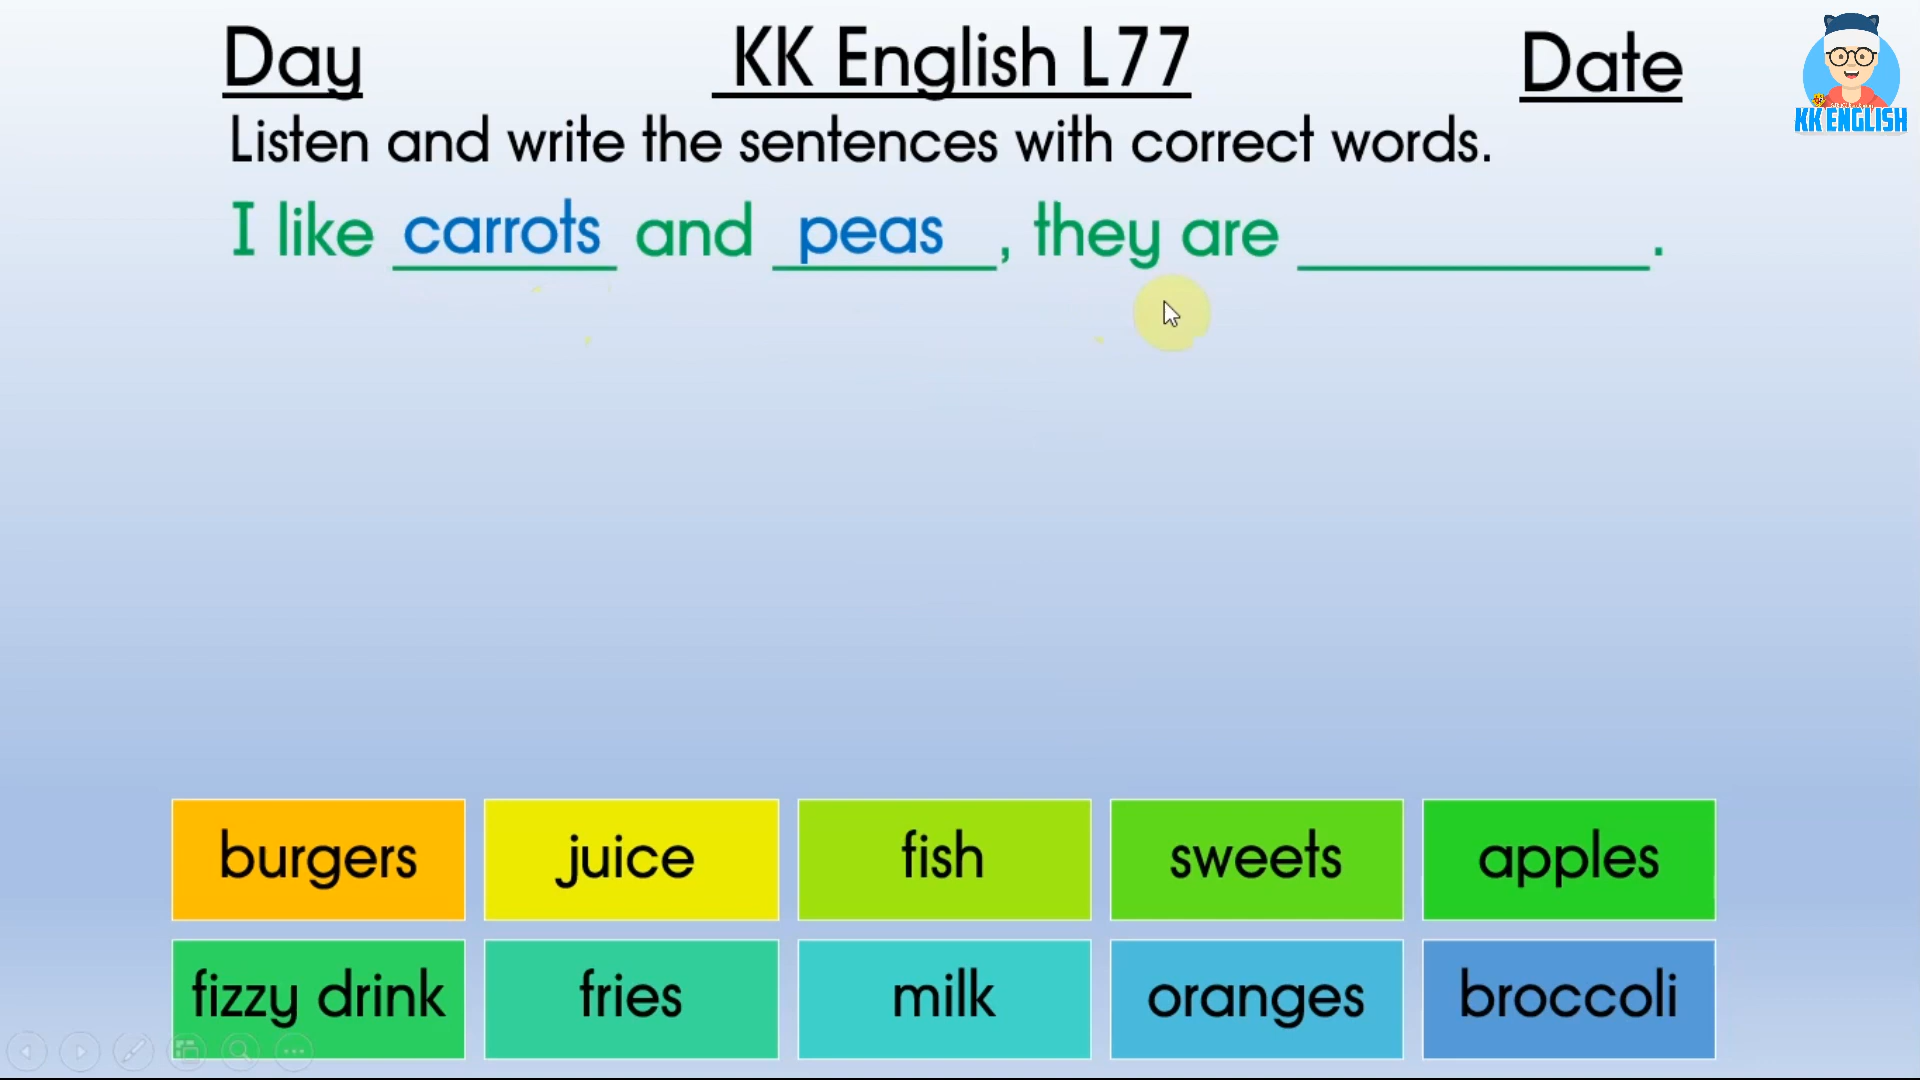 Day KK English L77 Date
KK ENGLISH
Listen and write the sentences with correct words.
I like carrots and peas, they are ________.
burgers juice fish sweets apples
fizzy drink fries milk oranges broccoli